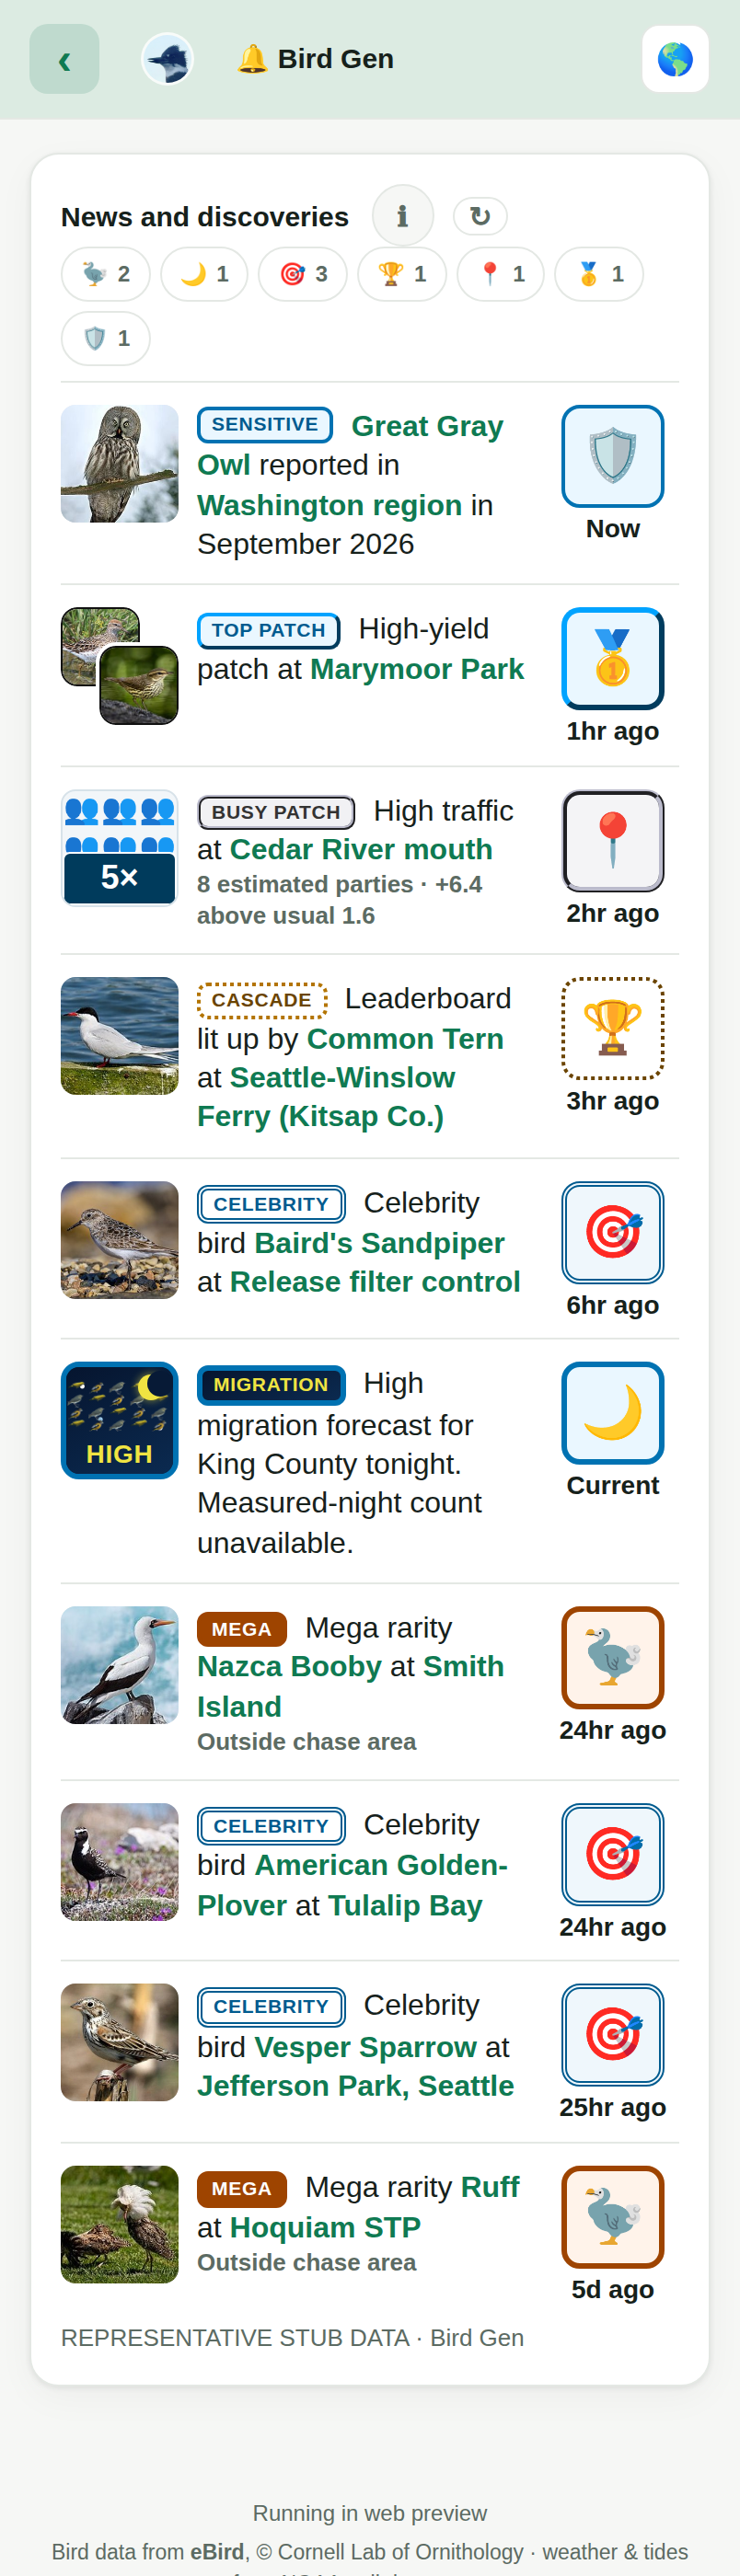 ‹ 🔔 Bird Gen 🌎
News and discoveries ℹ ↻
🦤 2 🌙 1 🎯 3 🏆 1 📍 1 🥇 1
🛡️ 1
SENSITIVE Great Gray
Owl reported in
Washington region in
September 2026
Now
TOP PATCH High-yield
patch at Marymoor Park
1hr ago
5×
BUSY PATCH High traffic
at Cedar River mouth
8 estimated parties · +6.4
above usual 1.6
2hr ago
CASCADE Leaderboard
lit up by Common Tern
at Seattle-Winslow
Ferry (Kitsap Co.)
3hr ago
CELEBRITY Celebrity
bird Baird's Sandpiper
at Release filter control
6hr ago
HIGH
MIGRATION High
migration forecast for
King County tonight.
Measured-night count
unavailable.
Current
MEGA Mega rarity
Nazca Booby at Smith
Island
Outside chase area
24hr ago
CELEBRITY Celebrity
bird American Golden-
Plover at Tulalip Bay
24hr ago
CELEBRITY Celebrity
bird Vesper Sparrow at
Jefferson Park, Seattle
25hr ago
MEGA Mega rarity Ruff
at Hoquiam STP
Outside chase area
5d ago
REPRESENTATIVE STUB DATA · Bird Gen
Running in web preview
Bird data from eBird, © Cornell Lab of Ornithology · weather & tides